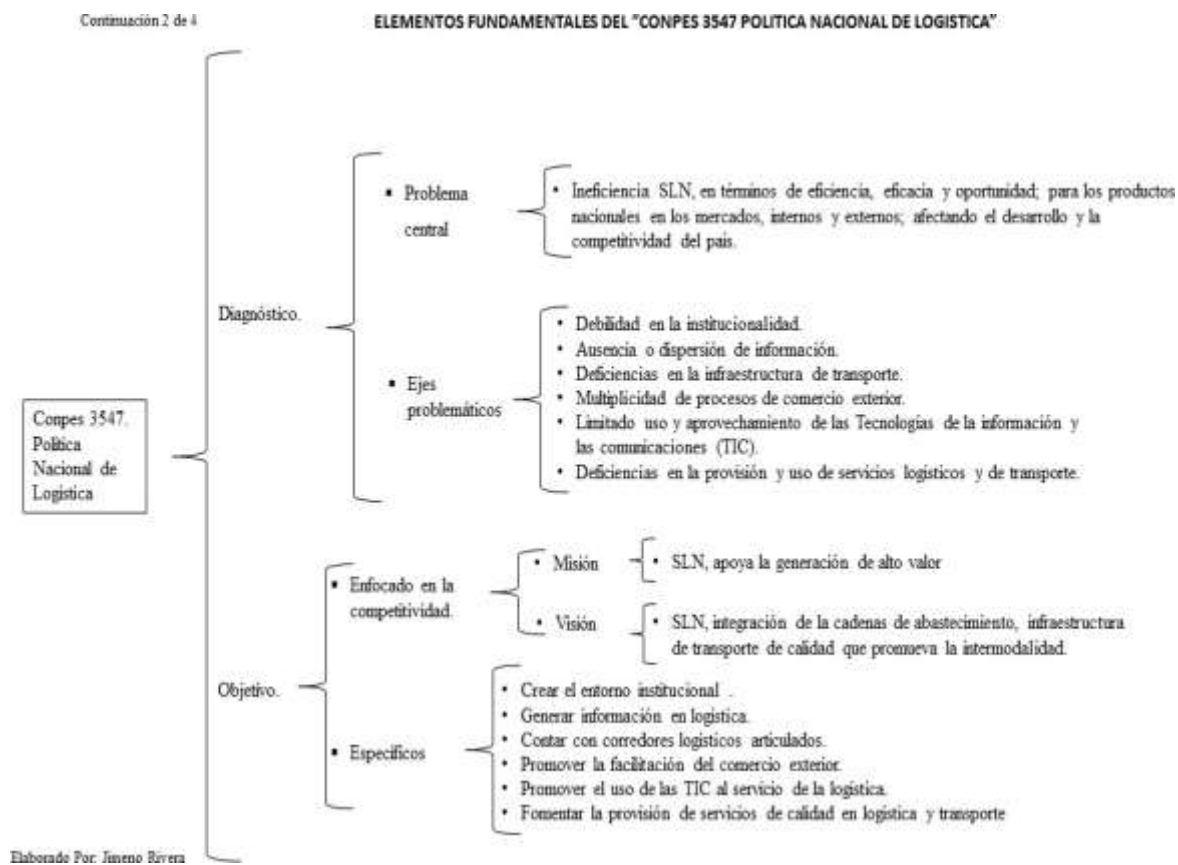 Continuación 2 de 4
ELEMENTOS FUNDAMENTALES DEL "CONPES 3547 POLITICA NACIONAL DE LOGISTICA"
Conpes 3547.
Política
Nacional de
Logística
Diagnóstico.
▪ Problema
central
• Ineficiencia SLN, en términos de eficiencia, eficacia y oportunidad; para los productos
nacionales en los mercados, internos y externos; afectando el desarrollo y la
competitividad del país.
▪ Ejes
problemáticos
• Debilidad en la institucionalidad.
• Ausencia o dispersión de información.
• Deficiencias en la infraestructura de transporte.
• Multiplicidad de procesos de comercio exterior.
• Limitado uso y aprovechamiento de las Tecnologías de la información y
las comunicaciones (TIC).
• Deficiencias en la provisión y uso de servicios logísticos y de transporte.
Objetivo.
▪ Enfocado en la
competitividad.
• Misión
• SLN, apoya la generación de alto valor
• Visión
• SLN, integración de la cadenas de abastecimiento, infraestructura
de transporte de calidad que promueva la intermodalidad.
▪ Específicos
• Crear el entorno institucional .
• Generar información en logística.
• Contar con corredores logísticos articulados.
• Promover la facilitación del comercio exterior.
• Promover el uso de las TIC al servicio de la logística.
• Fomentar la provisión de servicios de calidad en logística y transporte
Elaborado Por: Jimeno Rivera